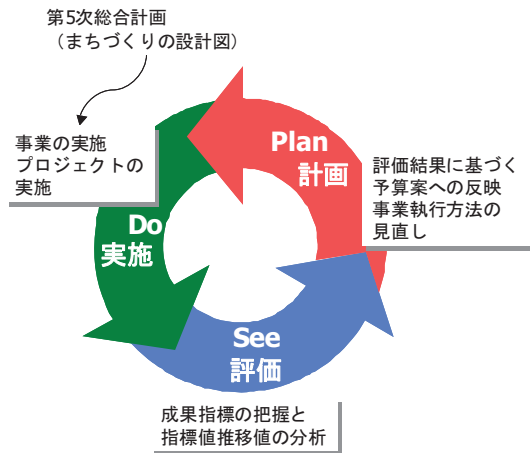 第5次総合計画
（まちづくりの設計図）
事業の実施
プロジェクトの
実施
Plan
計画
評価結果に基づく
予算案への反映
事業執行方法の
見直し
Do
実施
See
評価
成果指標の把握と
指標値推移値の分析